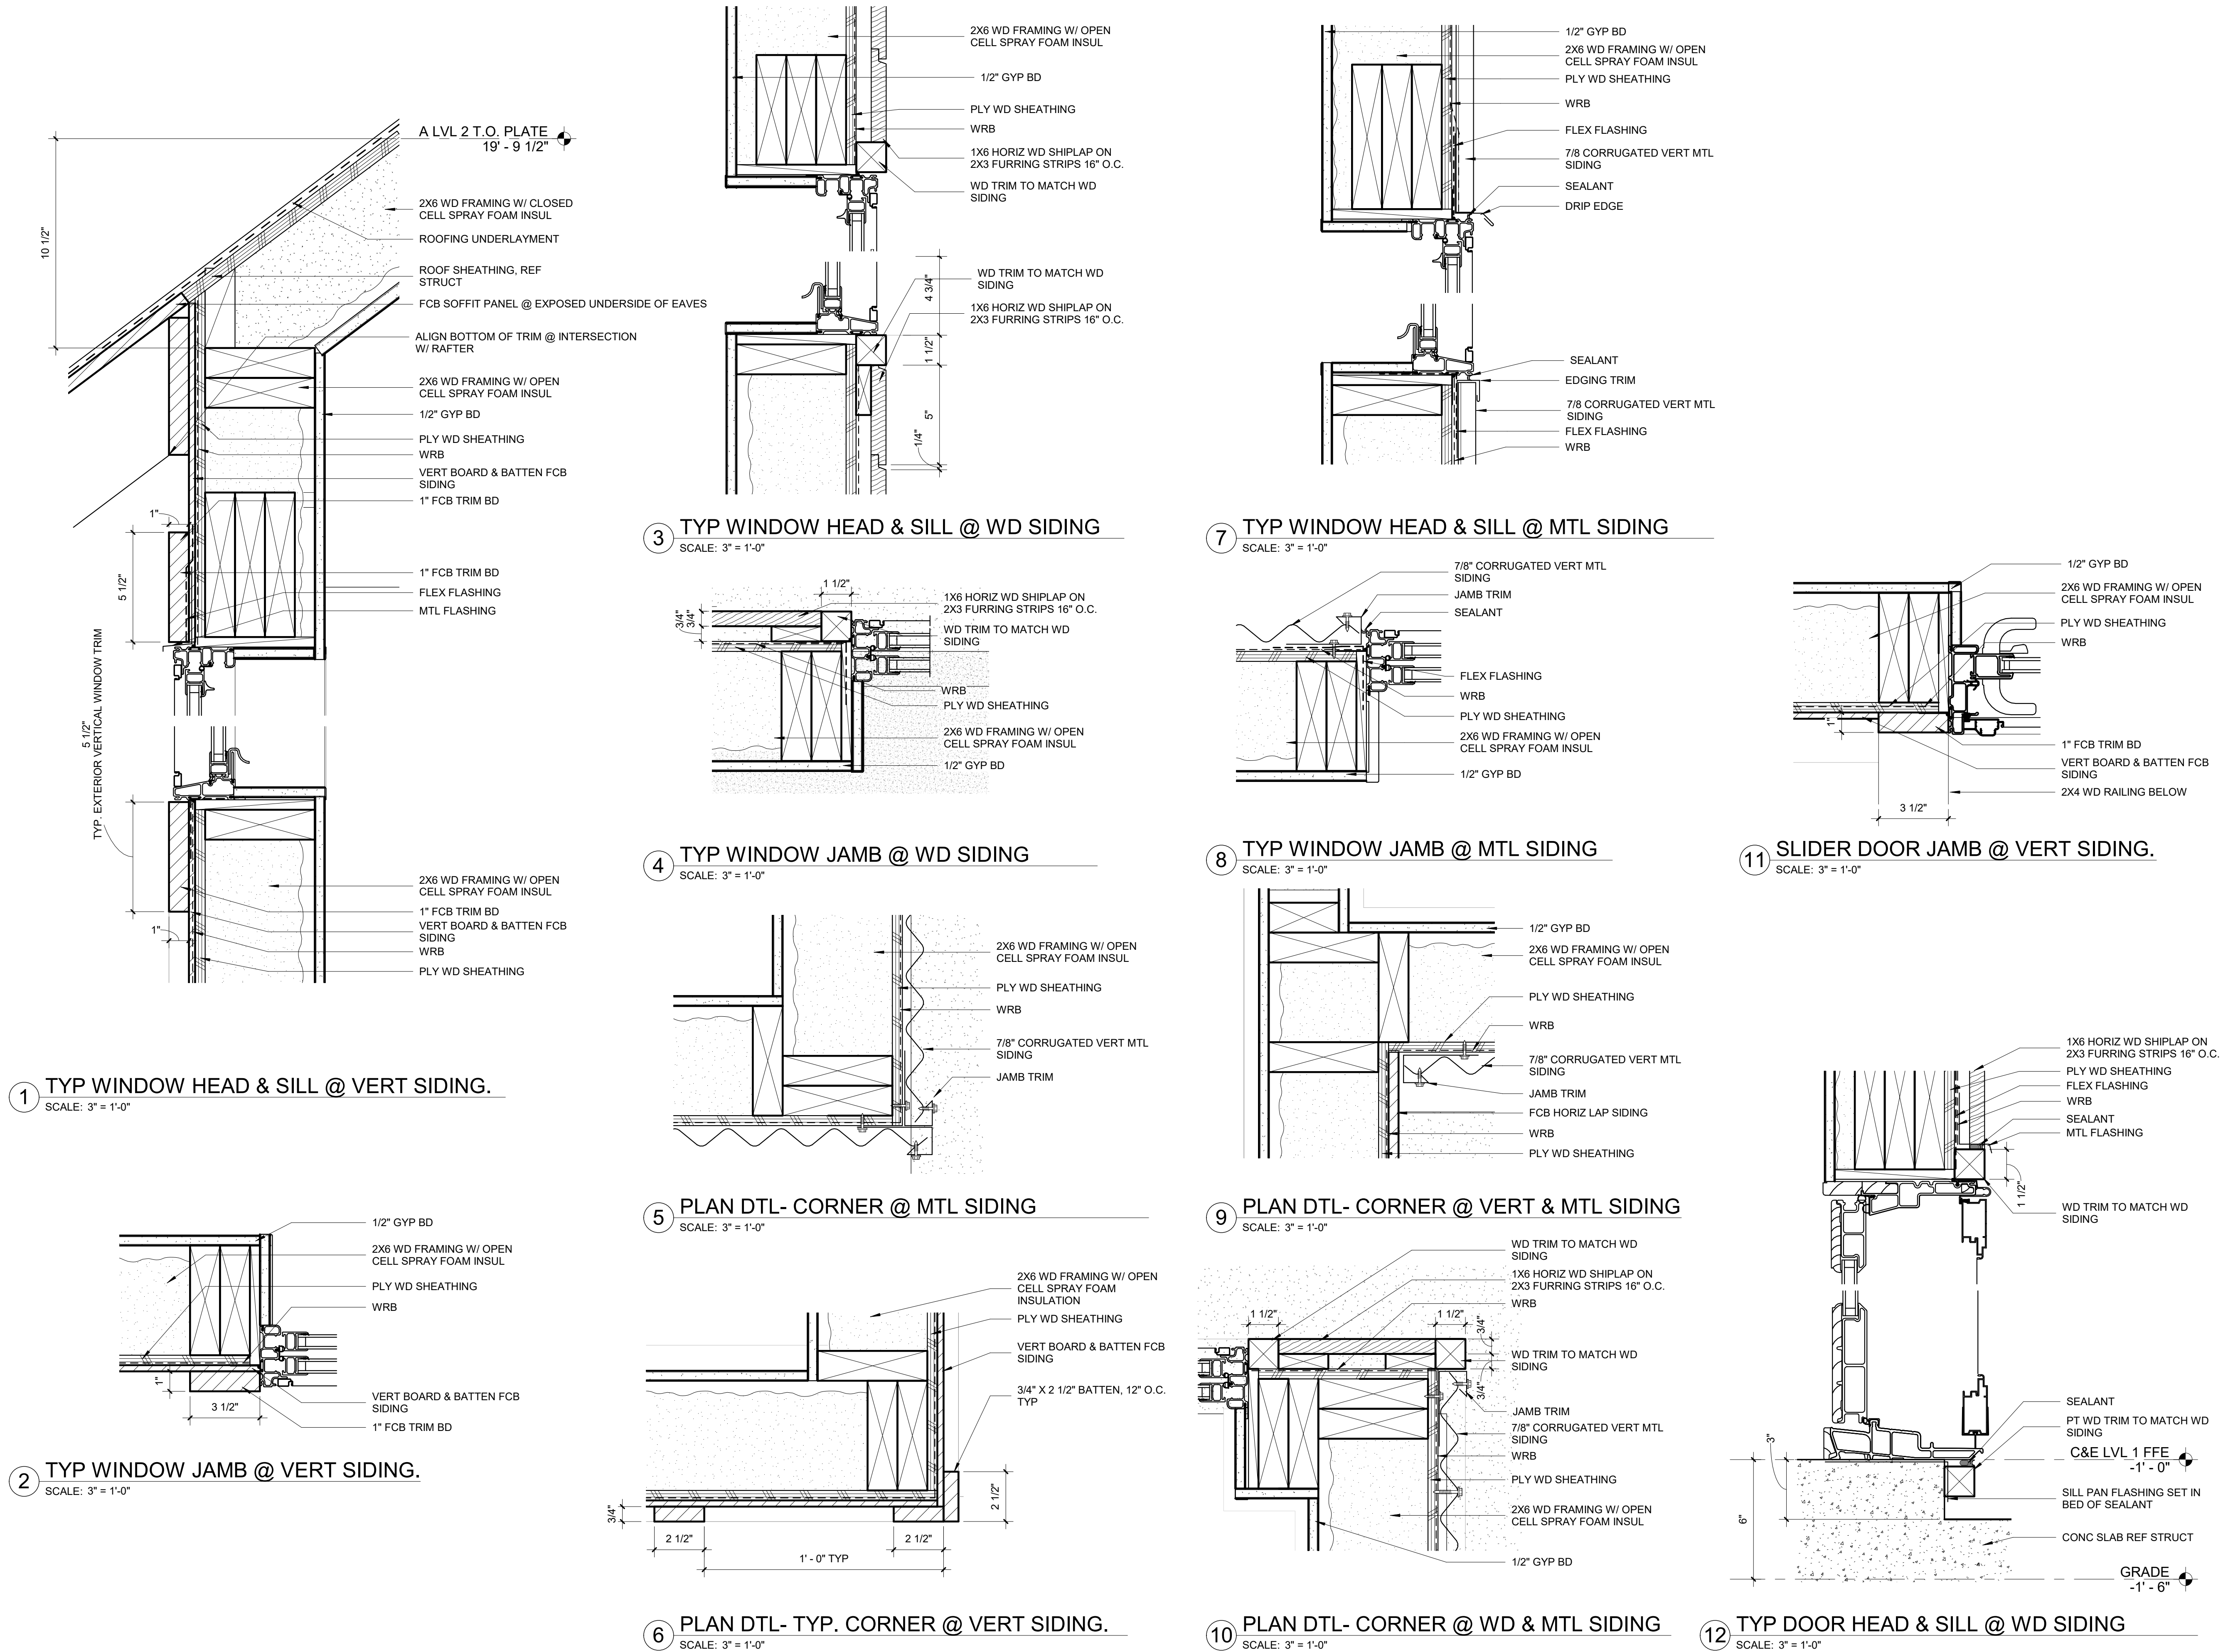 A LVL 2 T.O. PLATE
19' - 9 1/2"
10 1/2"
2X6 WD FRAMING W/ CLOSED
CELL SPRAY FOAM INSUL
ROOFING UNDERLAYMENT
ROOF SHEATHING, REF
STRUCT
FCB SOFFIT PANEL @ EXPOSED UNDERSIDE OF EAVES
ALIGN BOTTOM OF TRIM @ INTERSECTION
W/ RAFTER
2X6 WD FRAMING W/ OPEN
CELL SPRAY FOAM INSUL
1/2" GYP BD
PLY WD SHEATHING
WRB
VERT BOARD & BATTEN FCB
SIDING
1" FCB TRIM BD
1"
5 1/2"
1" FCB TRIM BD
FLEX FLASHING
MTL FLASHING
5 1/2"
TYP. EXTERIOR VERTICAL WINDOW TRIM
2X6 WD FRAMING W/ OPEN
CELL SPRAY FOAM INSUL
1" FCB TRIM BD
VERT BOARD & BATTEN FCB
SIDING
1"
WRB
PLY WD SHEATHING
1
TYP WINDOW HEAD & SILL @ VERT SIDING.
SCALE: 3" = 1'-0"
1/2" GYP BD
2X6 WD FRAMING W/ OPEN
CELL SPRAY FOAM INSUL
PLY WD SHEATHING
WRB
1"
3 1/2"
VERT BOARD & BATTEN FCB
SIDING
1" FCB TRIM BD
2
TYP WINDOW JAMB @ VERT SIDING.
SCALE: 3" = 1'-0"
2X6 WD FRAMING W/ OPEN
CELL SPRAY FOAM INSUL
1/2" GYP BD
PLY WD SHEATHING
WRB
1X6 HORIZ WD SHIPLAP ON
2X3 FURRING STRIPS 16" O.C.
WD TRIM TO MATCH WD
SIDING
4 3/4"
WD TRIM TO MATCH WD
SIDING
1X6 HORIZ WD SHIPLAP ON
2X3 FURRING STRIPS 16" O.C.
1 1/2"
5"
1/4"
3
TYP WINDOW HEAD & SILL @ WD SIDING
SCALE: 3" = 1'-0"
1 1/2"
3/4"
3/4"
1X6 HORIZ WD SHIPLAP ON
2X3 FURRING STRIPS 16" O.C.
WD TRIM TO MATCH WD
SIDING
WRB
PLY WD SHEATHING
2X6 WD FRAMING W/ OPEN
CELL SPRAY FOAM INSUL
1/2" GYP BD
4
TYP WINDOW JAMB @ WD SIDING
SCALE: 3" = 1'-0"
2X6 WD FRAMING W/ OPEN
CELL SPRAY FOAM INSUL
PLY WD SHEATHING
WRB
7/8" CORRUGATED VERT MTL
SIDING
JAMB TRIM
5
PLAN DTL- CORNER @ MTL SIDING
SCALE: 3" = 1'-0"
2X6 WD FRAMING W/ OPEN
CELL SPRAY FOAM
INSULATION
PLY WD SHEATHING
VERT BOARD & BATTEN FCB
SIDING
3/4" X 2 1/2" BATTEN, 12" O.C.
TYP
2 1/2"
3/4"
2 1/2"
2 1/2"
1' - 0" TYP
6
PLAN DTL- TYP. CORNER @ VERT SIDING.
SCALE: 3" = 1'-0"
1/2" GYP BD
2X6 WD FRAMING W/ OPEN
CELL SPRAY FOAM INSUL
PLY WD SHEATHING
WRB
FLEX FLASHING
7/8 CORRUGATED VERT MTL
SIDING
SEALANT
DRIP EDGE
SEALANT
EDGING TRIM
7/8 CORRUGATED VERT MTL
SIDING
FLEX FLASHING
WRB
7
TYP WINDOW HEAD & SILL @ MTL SIDING
SCALE: 3" = 1'-0"
7/8" CORRUGATED VERT MTL
SIDING
JAMB TRIM
SEALANT
FLEX FLASHING
WRB
PLY WD SHEATHING
2X6 WD FRAMING W/ OPEN
CELL SPRAY FOAM INSUL
1/2" GYP BD
8
TYP WINDOW JAMB @ MTL SIDING
SCALE: 3" = 1'-0"
1/2" GYP BD
2X6 WD FRAMING W/ OPEN
CELL SPRAY FOAM INSUL
PLY WD SHEATHING
WRB
7/8" CORRUGATED VERT MTL
SIDING
JAMB TRIM
FCB HORIZ LAP SIDING
WRB
PLY WD SHEATHING
9
PLAN DTL- CORNER @ VERT & MTL SIDING
SCALE: 3" = 1'-0"
WD TRIM TO MATCH WD
SIDING
1X6 HORIZ WD SHIPLAP ON
2X3 FURRING STRIPS 16" O.C.
WRB
1 1/2"
1 1/2"
3/4"
WD TRIM TO MATCH WD
SIDING
3/4"
JAMB TRIM
7/8" CORRUGATED VERT MTL
SIDING
WRB
PLY WD SHEATHING
2X6 WD FRAMING W/ OPEN
CELL SPRAY FOAM INSUL
1/2" GYP BD
10
PLAN DTL- CORNER @ WD & MTL SIDING
SCALE: 3" = 1'-0"
1/2" GYP BD
2X6 WD FRAMING W/ OPEN
CELL SPRAY FOAM INSUL
PLY WD SHEATHING
WRB
1"
1" FCB TRIM BD
VERT BOARD & BATTEN FCB
SIDING
2X4 WD RAILING BELOW
3 1/2"
11
SLIDER DOOR JAMB @ VERT SIDING.
SCALE: 3" = 1'-0"
1X6 HORIZ WD SHIPLAP ON
2X3 FURRING STRIPS 16" O.C.
PLY WD SHEATHING
FLEX FLASHING
WRB
SEALANT
MTL FLASHING
1 1/2"
WD TRIM TO MATCH WD
SIDING
SEALANT
PT WD TRIM TO MATCH WD
SIDING
3"
C&E LVL 1 FFE
-1' - 0"
SILL PAN FLASHING SET IN
BED OF SEALANT
6"
CONC SLAB REF STRUCT
GRADE
-1' - 6"
12
TYP DOOR HEAD & SILL @ WD SIDING
SCALE: 3" = 1'-0"